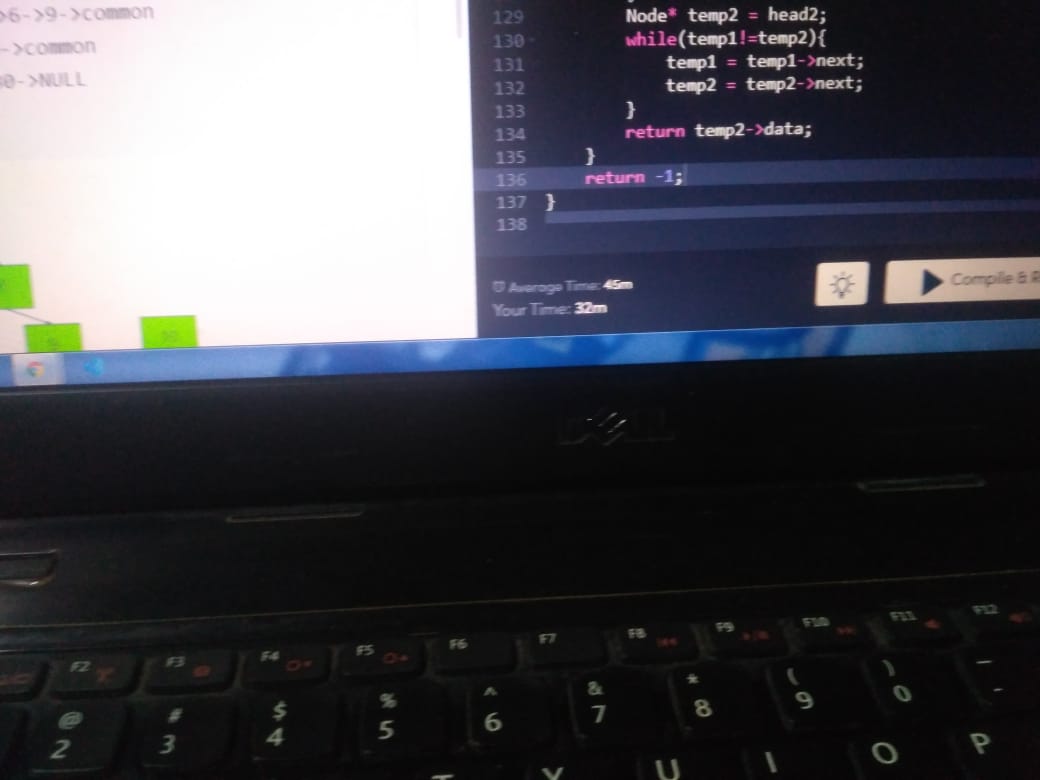 >6->9->common
->common
0->NULL
129 Node* temp2 = head2;
130 while(temp1!=temp2){
131 temp1 = temp1->next;
132 temp2 = temp2->next;
133 }
134 return temp2->data;
135 }
136 return -1;
137 }
138
Average Time: 45m
Your Time: 32m
Compile &
DELL
F2 F3 F4 F5 F6 F7 F8 F9 F10 F11 F12
@ # $ % ^ & * ( ) _
2 3 4 5 6 7 8 9 0 -
Y U I O P